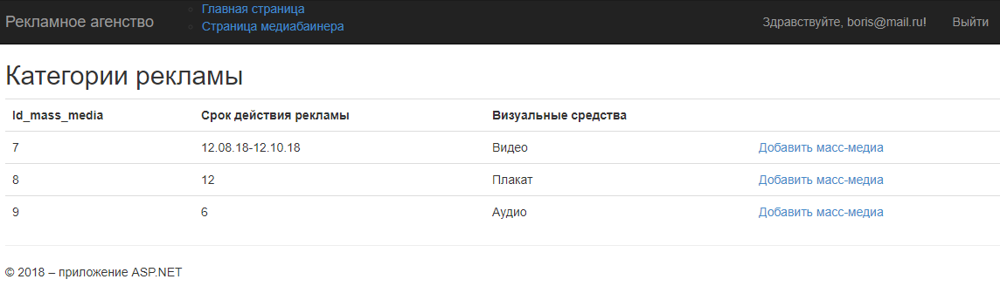 Рекламное агенство
Главная страница
Страница медиабаинера
Здравствуйте, boris@mail.ru!
Выйти
Категории рекламы
Id_mass_media Срок действия рекламы Визуальные средства
7 12.08.18-12.10.18 Видео Добавить масс-медиа
8 12 Плакат Добавить масс-медиа
9 6 Аудио Добавить масс-медиа
© 2018 – приложение ASP.NET